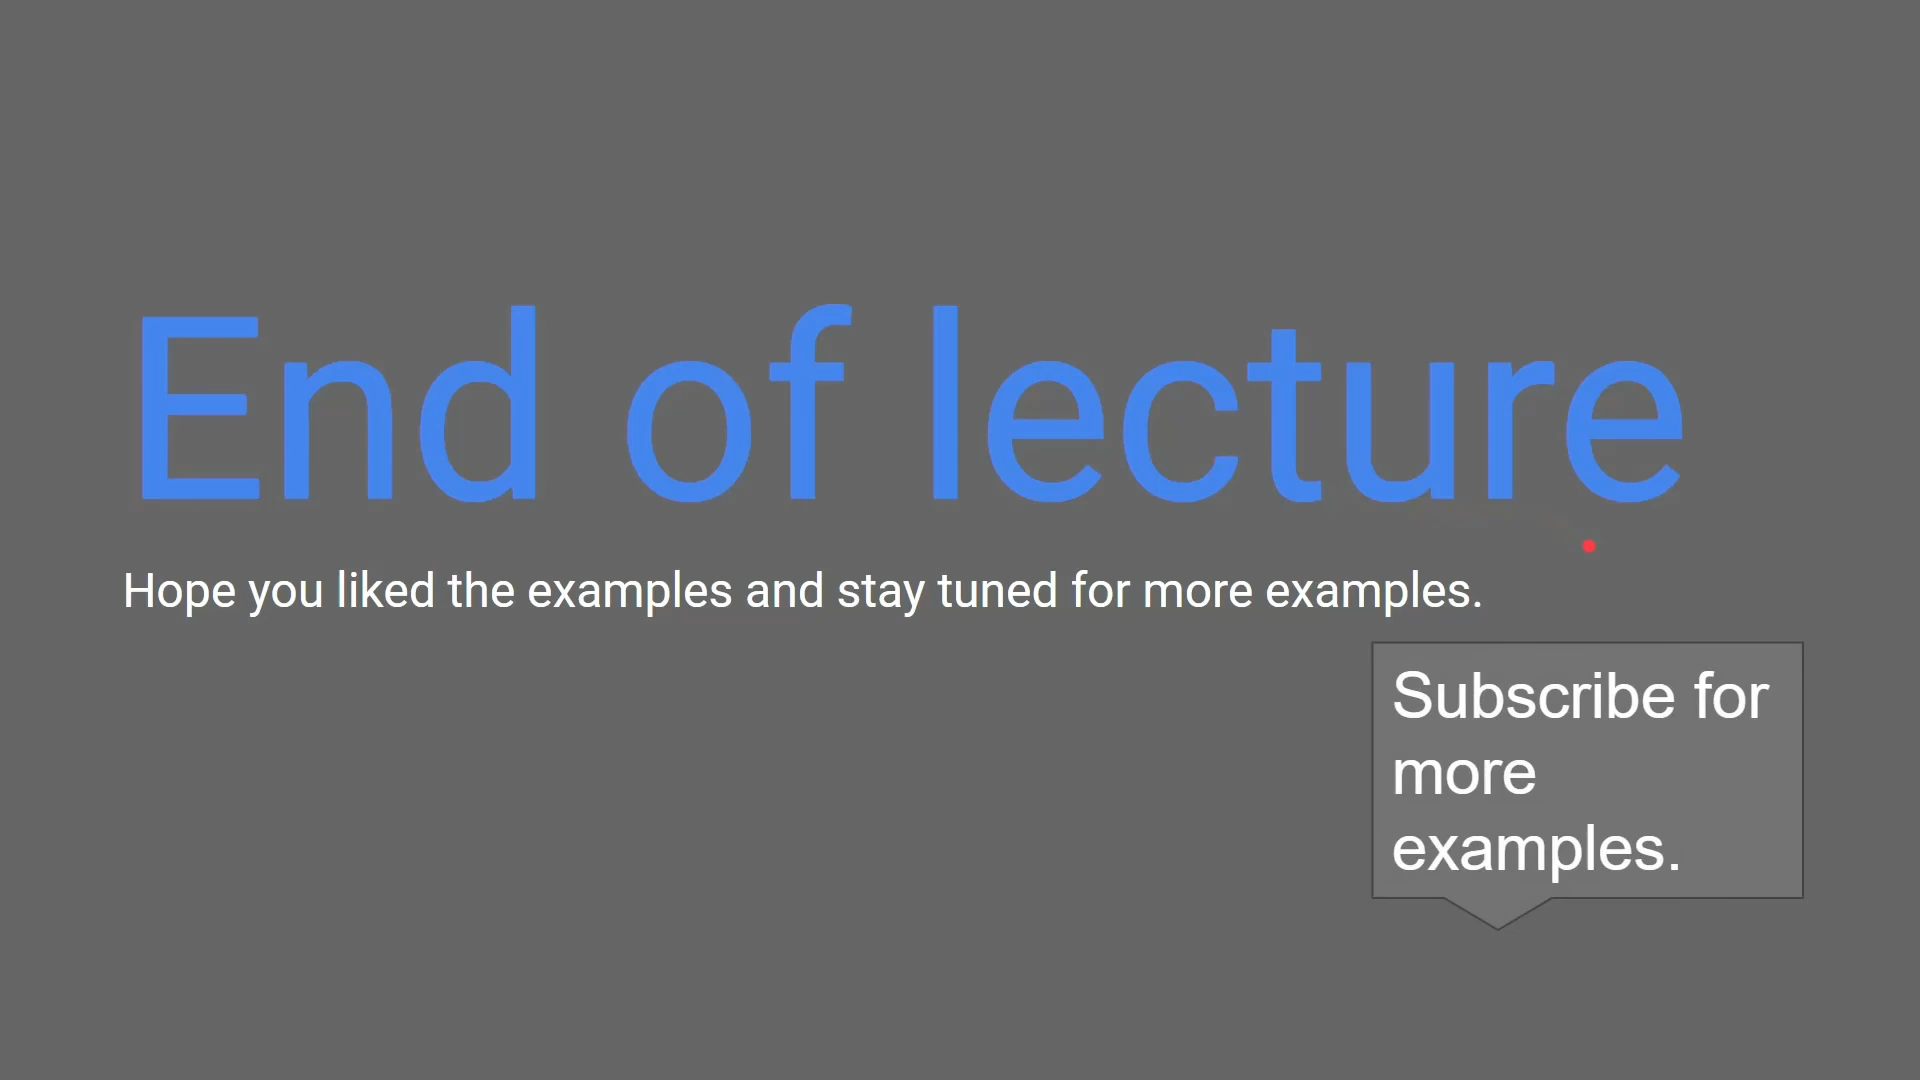 End of lecture
Hope you liked the examples and stay tuned for more examples.
Subscribe for
more
examples.